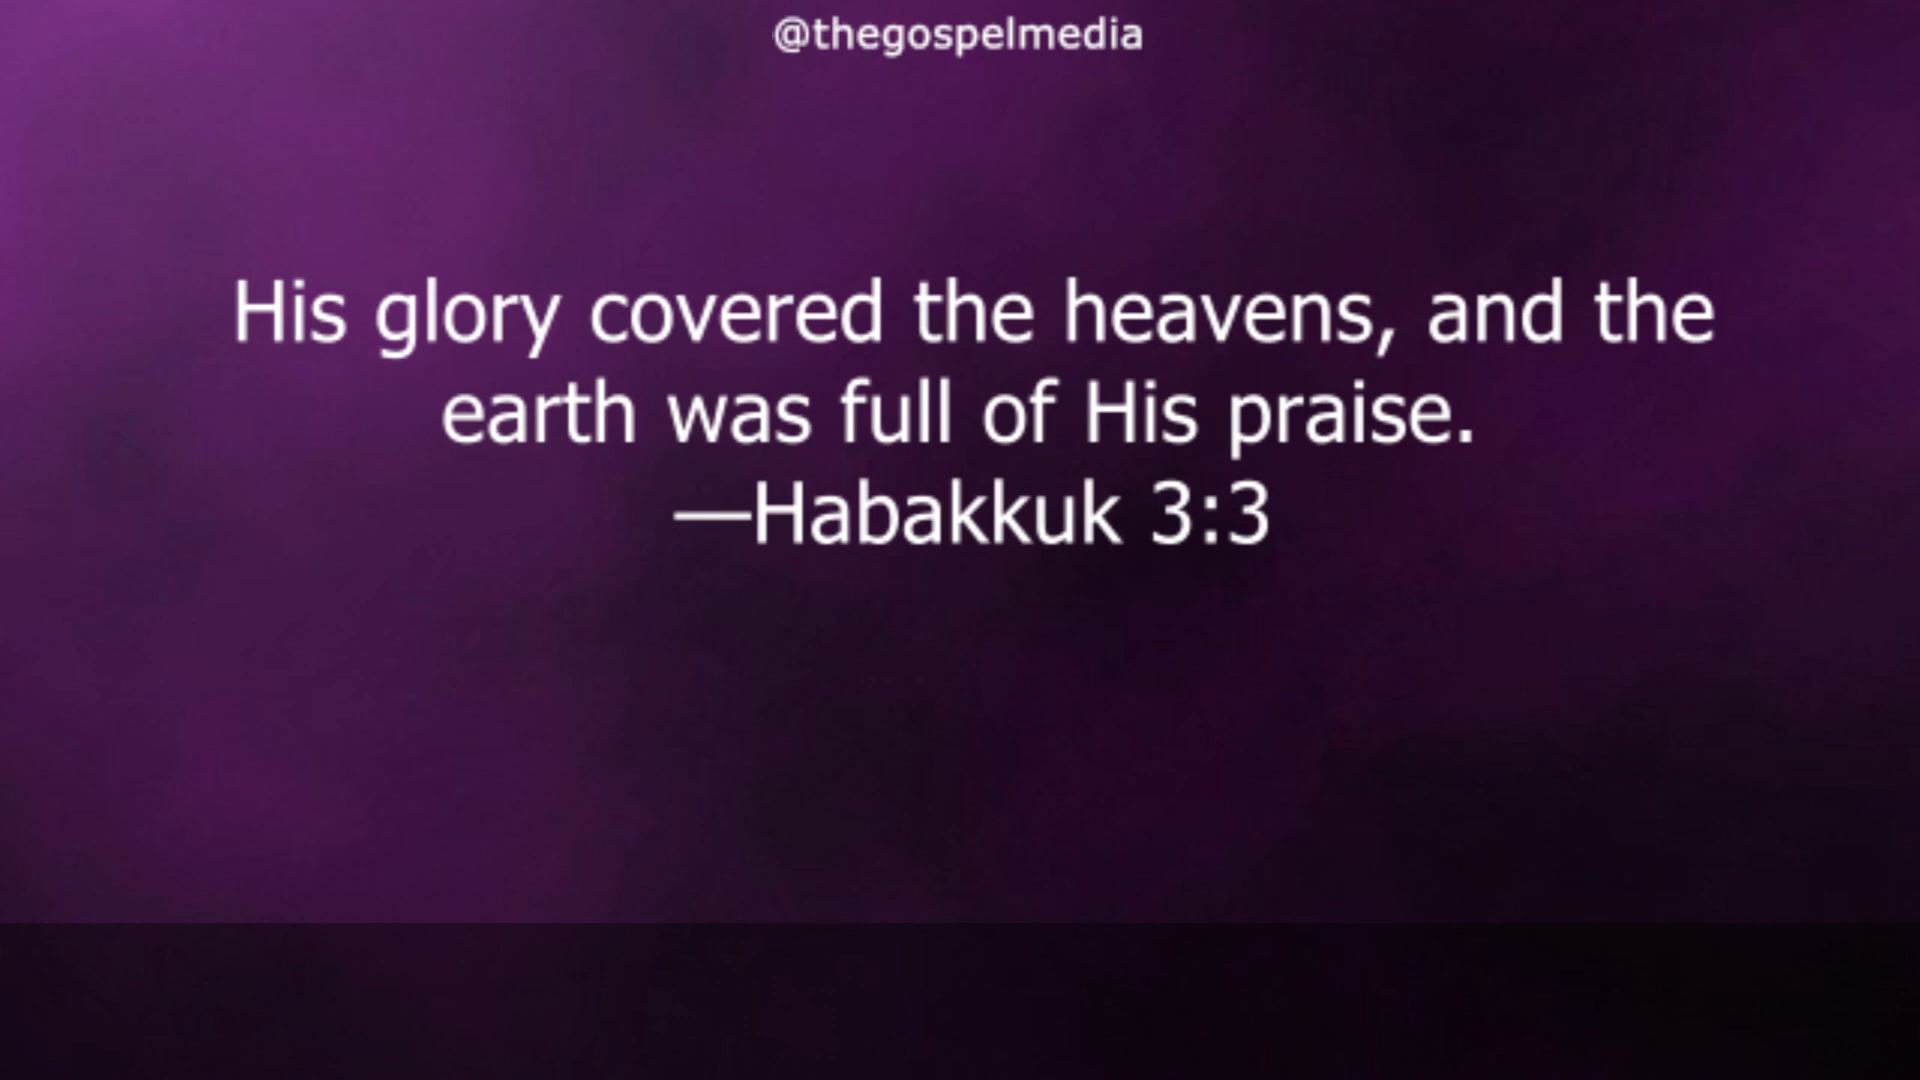 @thegospelmedia
His glory covered the heavens, and the
earth was full of His praise.
—Habakkuk 3:3